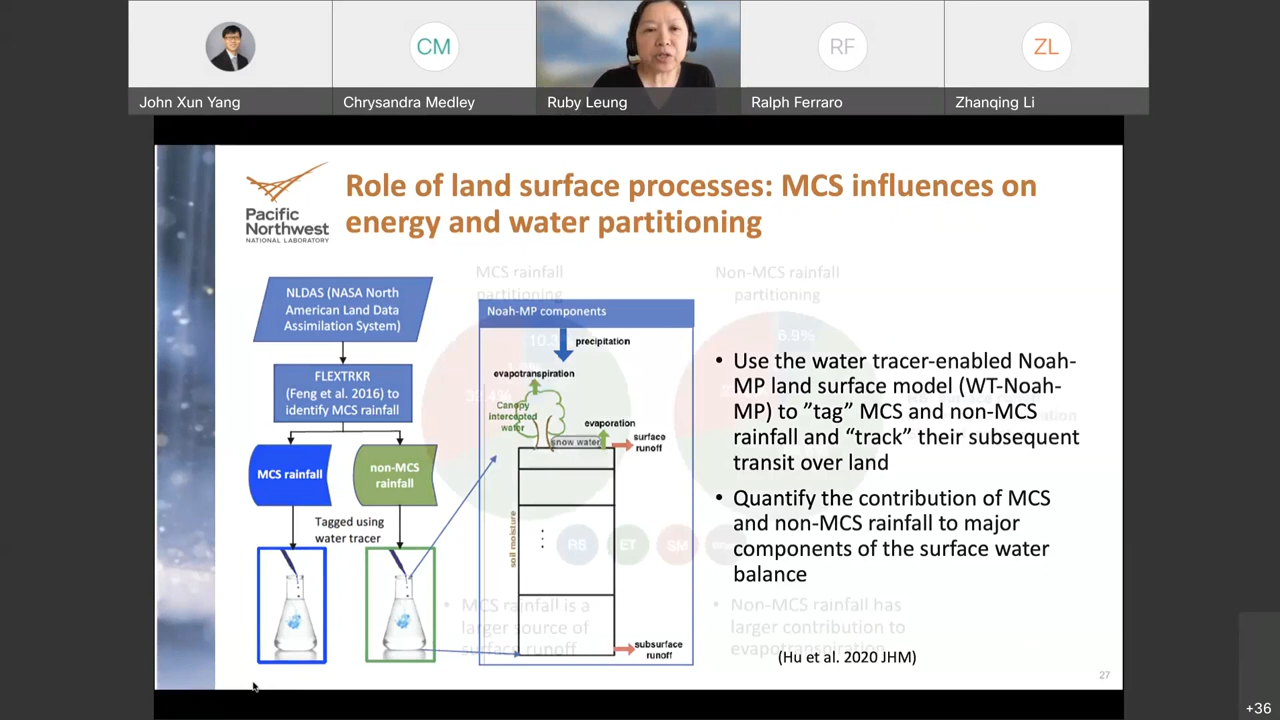 CM
RF
ZL
John Xun Yang
Chrysandra Medley
Ruby Leung
Ralph Ferraro
Zhanqing Li
Pacific
Northwest
NATIONAL LABORATORY
Role of land surface processes: MCS influences on
energy and water partitioning
NLDAS (NASA North
American Land Data
Assimilation System)
FLEXTRKR
(Feng et al. 2016) to
identify MCS rainfall
MCS rainfall
non-MCS
rainfall
Tagged using
water tracer
MCS rainfall
partitioning
Non-MCS rainfall
partitioning
Noah-MP components
precipitation
evapotranspiration
Canopy
intercepted
water
evaporation
snow water
surface
runoff
soil moisture
subsurface
runoff
6.9%
RS
ET
SM
• MCS rainfall is a
larger source of
surface runoff
• Non-MCS rainfall has
larger contribution to
evapotranspiration
• Use the water tracer-enabled Noah-
MP land surface model (WT-Noah-
MP) to ”tag” MCS and non-MCS
rainfall and “track” their subsequent
transit over land
• Quantify the contribution of MCS
and non-MCS rainfall to major
components of the surface water
balance
(Hu et al. 2020 JHM)
27
+36